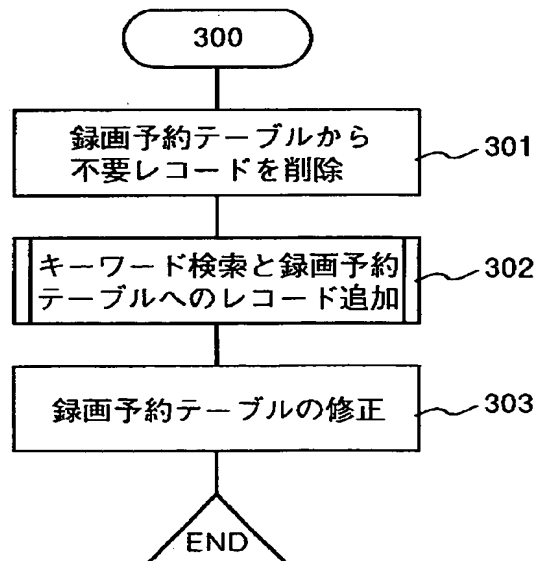 300
録画予約テーブルから
不要レコードを削除
301
キーワード検索と録画予約
テーブルへのレコード追加
302
録画予約テーブルの修正
303
END